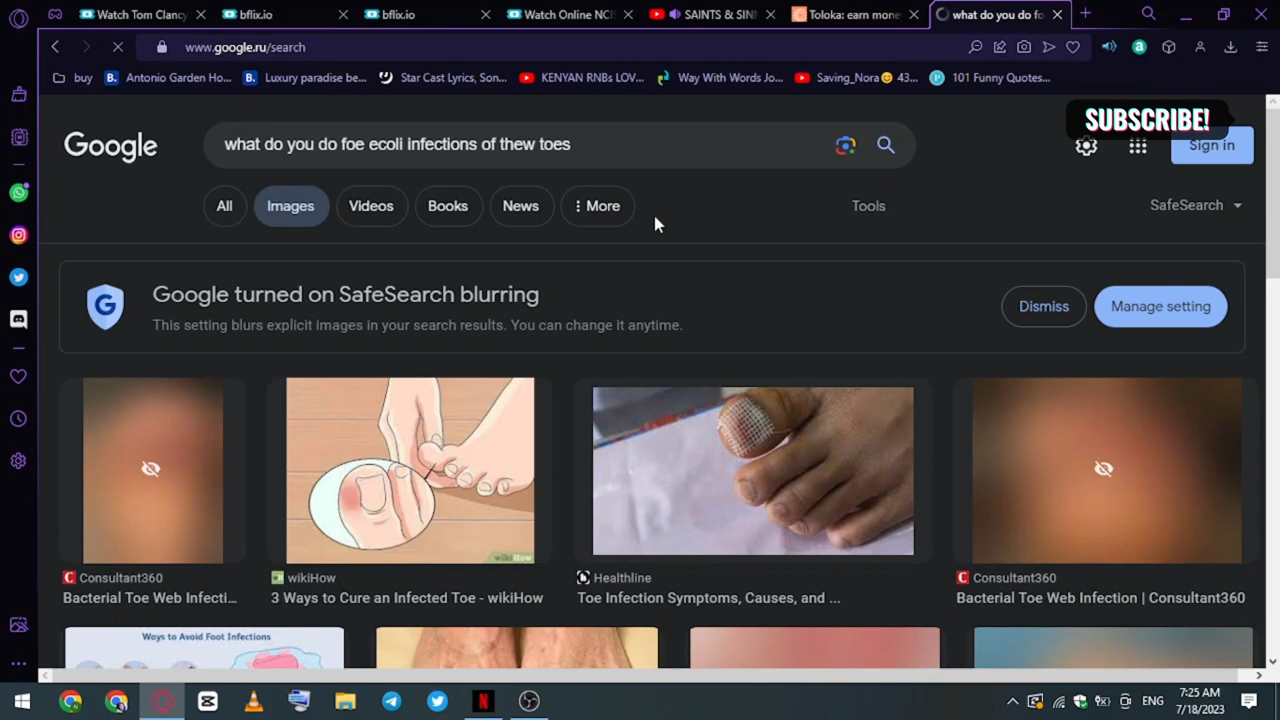 Watch Tom Clancy
bflix.io
bflix.io
Watch Online NCIS
SAINTS & SINN
Toloka: earn mone
what do you do fo
www.google.ru/search
buy
Antonio Garden Ho...
Luxury paradise be...
Star Cast Lyrics, Son...
KENYAN RNBs LOV...
Way With Words Jo...
Saving_Nora😊 43...
101 Funny Quotes...
SUBSCRIBE!
Google
what do you do foe ecoli infections of thew toes
Sign in
All
Images
Videos
Books
News
More
Tools
SafeSearch
Google turned on SafeSearch blurring
This setting blurs explicit images in your search results. You can change it anytime.
Dismiss
Manage setting
wikiHow
Consultant360
wikiHow
Healthline
Consultant360
Bacterial Toe Web Infecti...
3 Ways to Cure an Infected Toe - wikiHow
Toe Infection Symptoms, Causes, and ...
Bacterial Toe Web Infection | Consultant360
Ways to Avoid Foot Infections
ENG
7:25 AM
7/18/2023